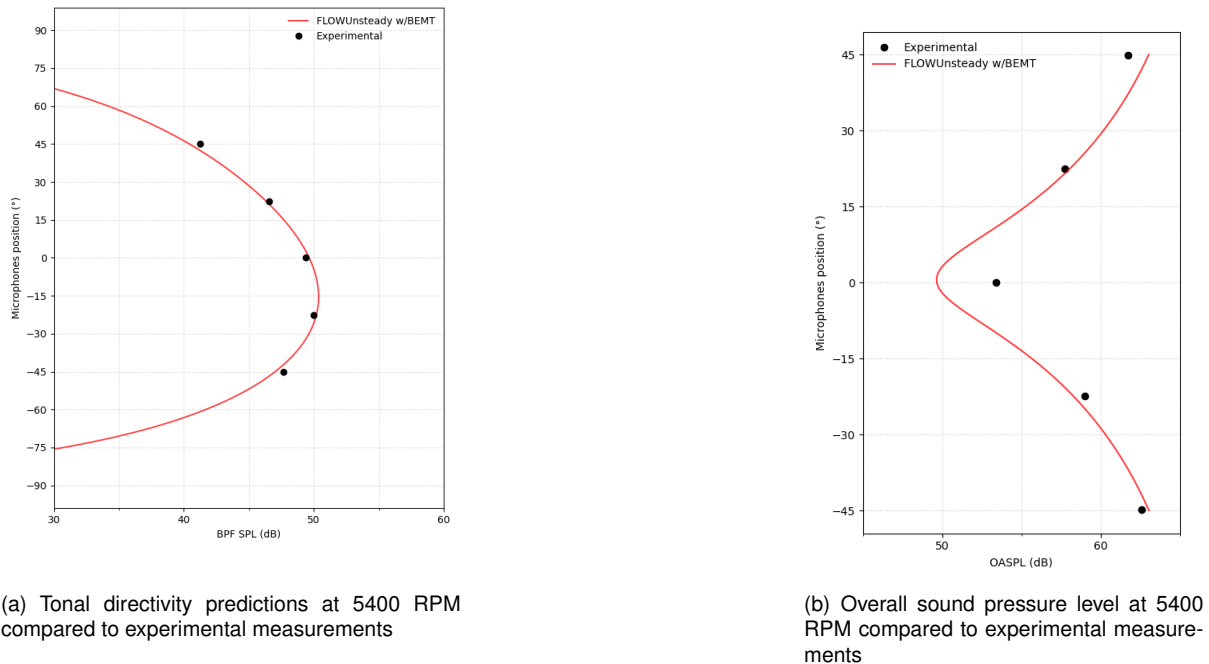 FLOWUnsteady w/BEMT
Experimental
90
75
60
45
30
15
0
−15
−30
−45
−60
−75
−90
Microphones position (°)
30
40
50
60
BPF SPL (dB)
(a) Tonal directivity predictions at 5400 RPM
compared to experimental measurements
Experimental
FLOWUnsteady w/BEMT
45
30
15
0
−15
−30
−45
Microphones position (°)
50
60
OASPL (dB)
(b) Overall sound pressure level at 5400
RPM compared to experimental measure-
ments